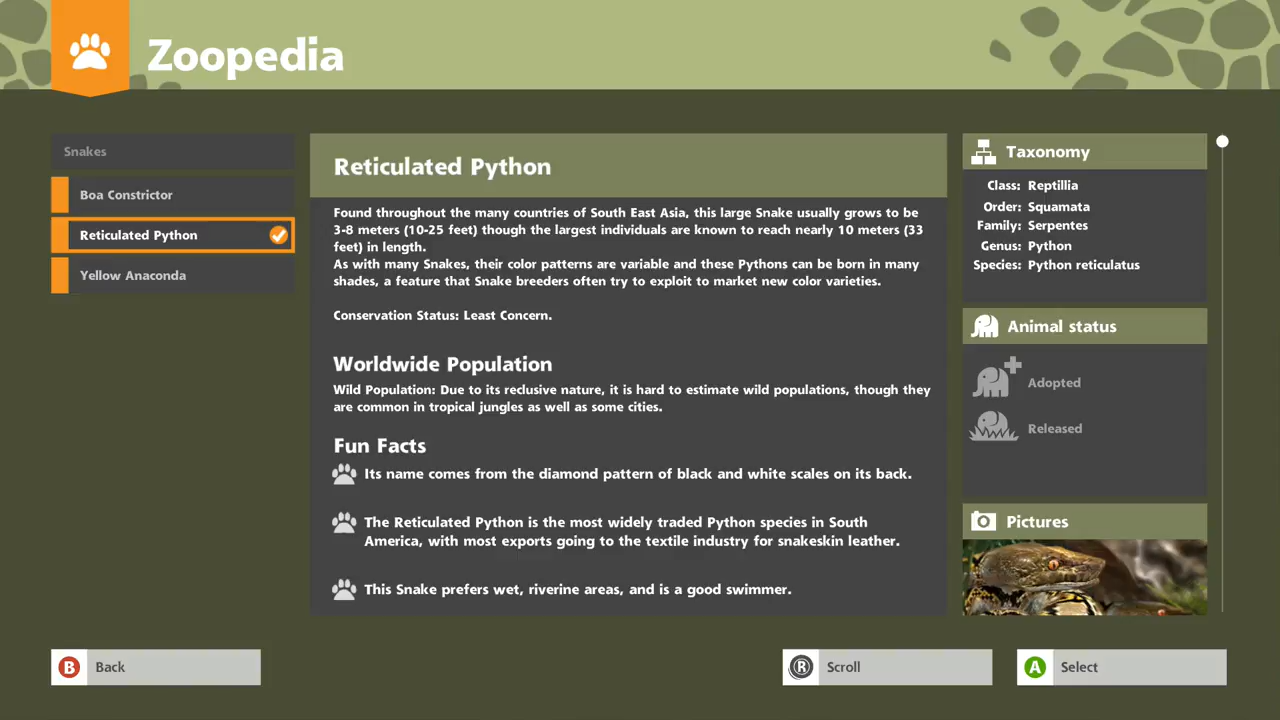 Zoopedia
Snakes
Boa Constrictor
Reticulated Python
Yellow Anaconda
Reticulated Python
Found throughout the many countries of South East Asia, this large Snake usually grows to be
3-8 meters (10-25 feet) though the largest individuals are known to reach nearly 10 meters (33
feet) in length.
As with many Snakes, their color patterns are variable and these Pythons can be born in many
shades, a feature that Snake breeders often try to exploit to market new color varieties.
Conservation Status: Least Concern.
Worldwide Population
Wild Population: Due to its reclusive nature, it is hard to estimate wild populations, though they
are common in tropical jungles as well as some cities.
Fun Facts
Its name comes from the diamond pattern of black and white scales on its back.
The Reticulated Python is the most widely traded Python species in South
America, with most exports going to the textile industry for snakeskin leather.
This Snake prefers wet, riverine areas, and is a good swimmer.
Taxonomy
Class: Reptillia
Order: Squamata
Family: Serpentes
Genus: Python
Species: Python reticulatus
Animal status
Adopted
Released
Pictures
B Back
R Scroll
A Select